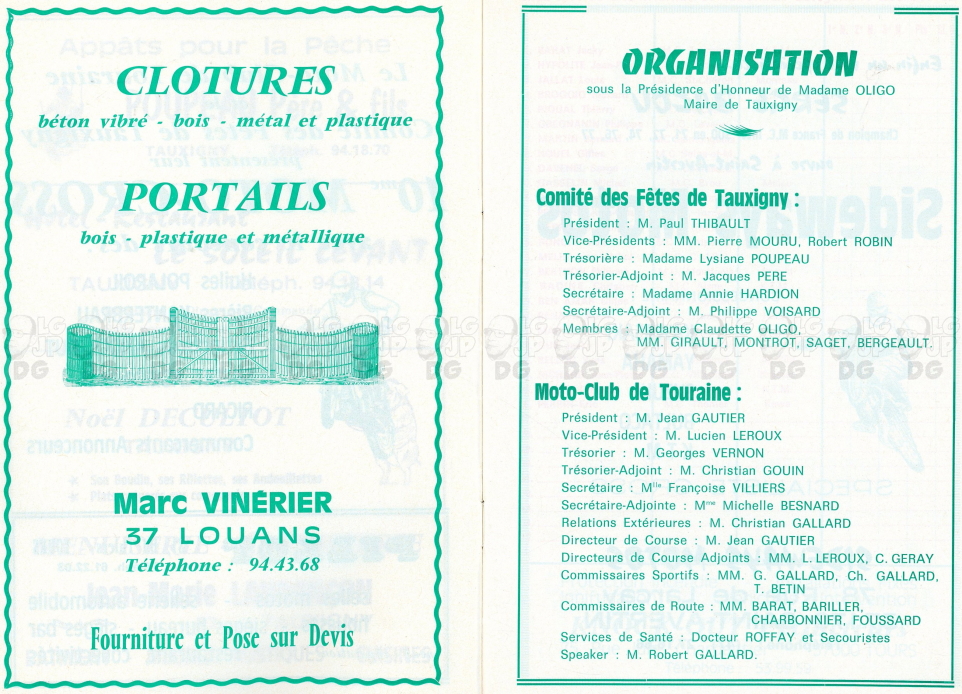 CLOTURES
béton vibré - bois - métal et plastique
PORTAILS
bois - plastique et métallique
Marc VINÉRIER
37 LOUANS
Téléphone : 94.43.68
Fourniture et Pose sur Devis
ORGANISATION
sous la Présidence d'Honneur de Madame OLIGO
Maire de Tauxigny
Comité des Fêtes de Tauxigny :
Président : M. Paul THIBAULT
Vice-Présidents : MM. Pierre MOURU, Robert ROBIN
Trésorière : Madame Lysiane POUPEAU
Trésorier-Adjoint : M. Jacques PERE
Secrétaire : Madame Annie HARDION
Secrétaire-Adjoint : M. Philippe VOISARD
Membres : Madame Claudette OLIGO,
MM. GIRAULT, MONTROT, SAGET, BERGEAULT.
Moto-Club de Touraine :
Président : M. Jean GAUTIER
Vice-Président : M. Lucien LEROUX
Trésorier : M. Georges VERNON
Trésorier-Adjoint : M. Christian GOUIN
Secrétaire : Mlle Françoise VILLIERS
Secrétaire-Adjointe : Mme Michelle BESNARD
Relations Extérieures : M. Christian GALLARD
Directeur de Course : M. Jean GAUTIER
Directeurs de Course Adjoints : MM. L. LEROUX, C. GERAY
Commissaires Sportifs : MM. G. GALLARD, Ch. GALLARD,
T. BETIN
Commissaires de Route : MM. BARAT, BARILLER,
CHARBONNIER, FOUSSARD
Services de Santé : Docteur ROFFAY et Secouristes
Speaker : M. Robert GALLARD.